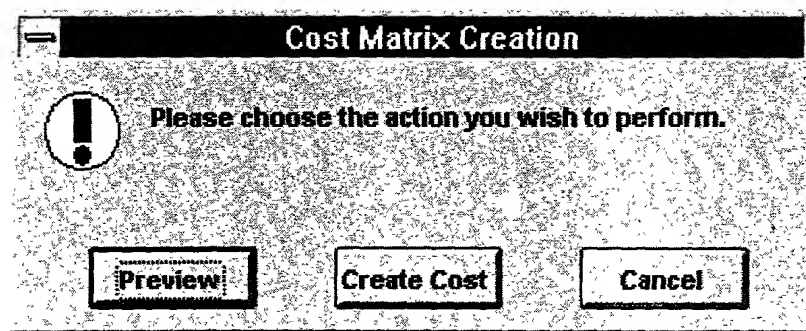 Cost Matrix Creation
Please choose the action you wish to perform.
Preview Create Cost Cancel